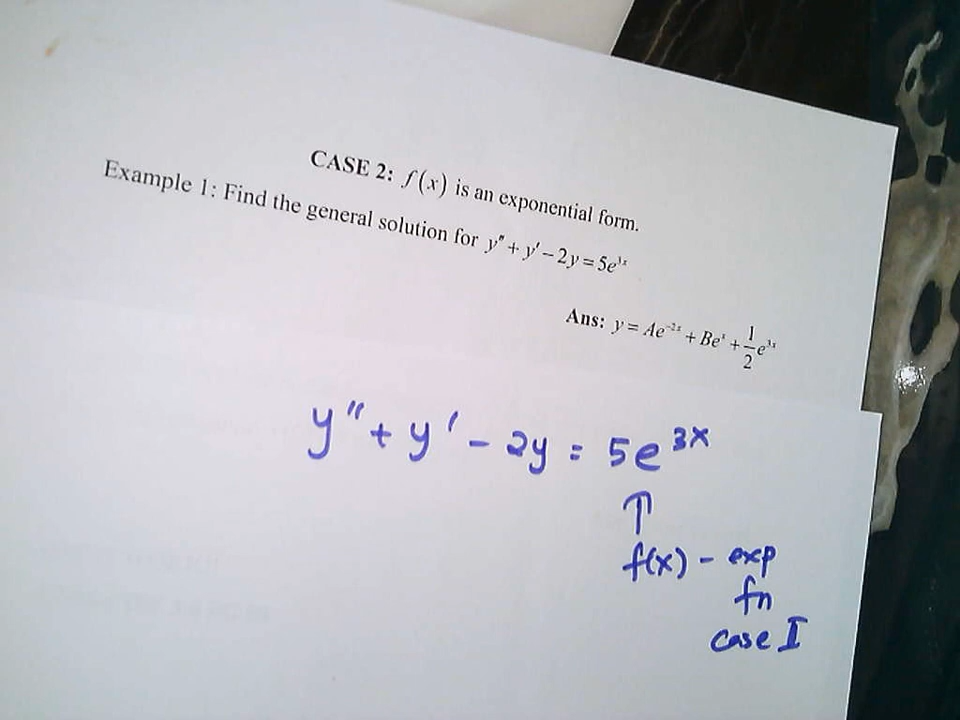 CASE 2: f(x) is an exponential form.
Example 1: Find the general solution for y" + y' − 2y = 5e^{3x}
Ans: y = Ae^{-2x} + Be^{x} + \frac{1}{2}e^{3x}
y" + y' - 2y = 5e^{3x}
↑
f(x) - exp
fn
case I